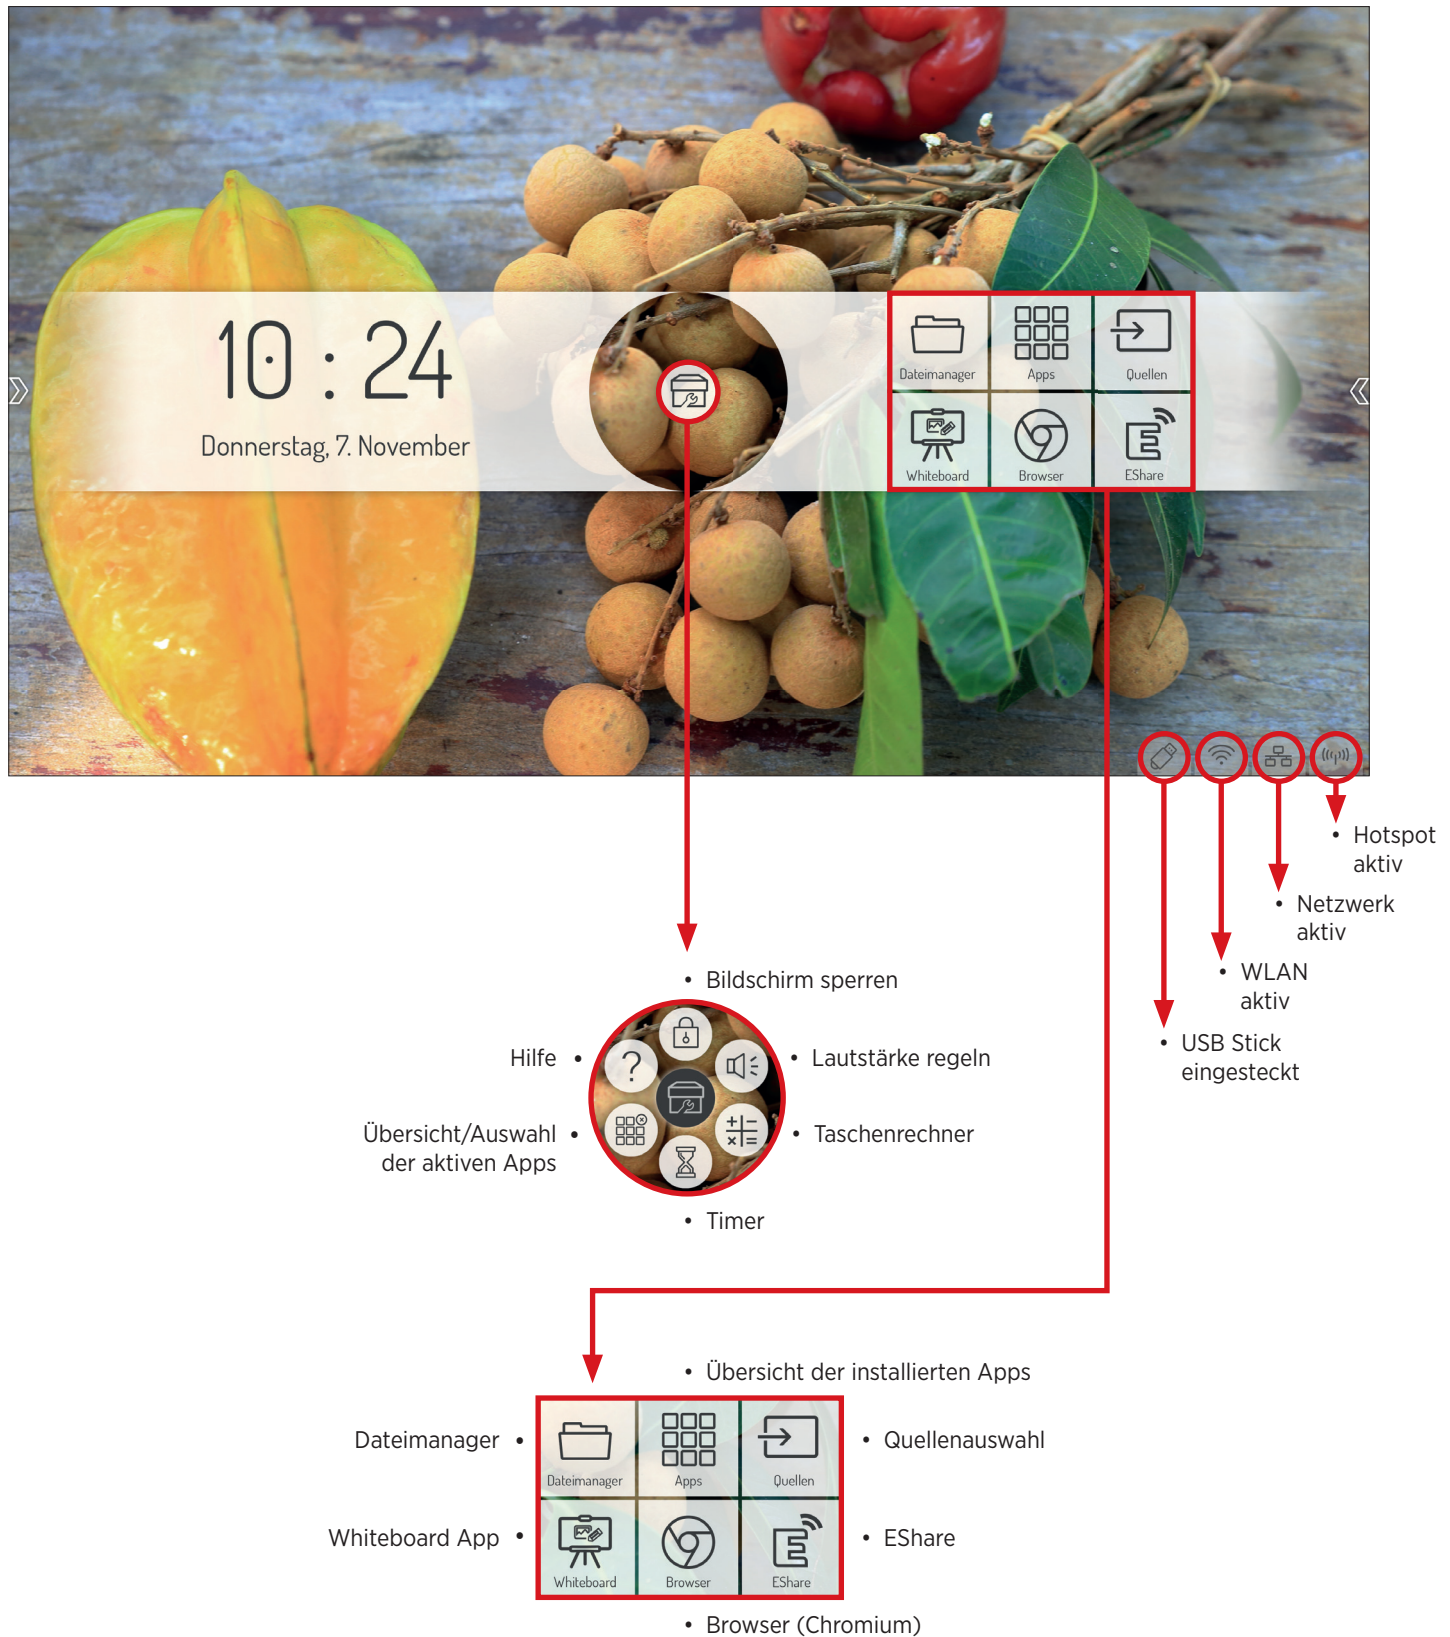 10 : 24
Donnerstag, 7. November
Dateimanager
Apps
Quellen
Whiteboard
Browser
EShare
• Hotspot
aktiv
• Netzwerk
aktiv
• WLAN
aktiv
• USB Stick
eingesteckt
• Bildschirm sperren
Hilfe •
• Lautstärke regeln
Übersicht/Auswahl •
der aktiven Apps
• Taschenrechner
• Timer
• Übersicht der installierten Apps
Dateimanager •
• Quellenauswahl
Dateimanager
Apps
Quellen
Whiteboard App •
• EShare
Whiteboard
Browser
EShare
• Browser (Chromium)